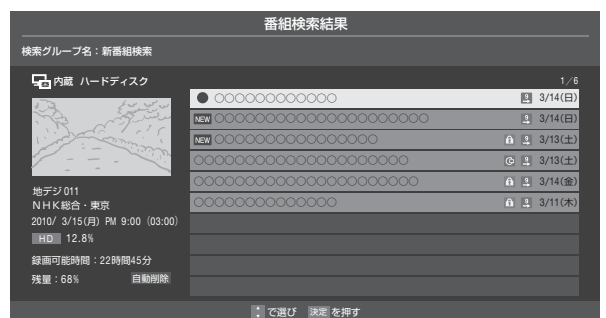 番組検索結果
検索グループ名：新番組検索
内蔵 ハードディスク
1／6
● ○○○○○○○○○○○○ 3/14(日)
NEW ○○○○○○○○○○○○○○○○○○○○○ 3/14(日)
NEW ○○○○○○○○○○○○○○○○ 3/13(土)
○○○○○○○○○○○○○○○○○○○○○ 3/13(土)
○○○○○○○○○○○○○○○○○○○○○○ 3/14(金)
○○○○○○○○○○○○○○ 3/11(木)
地デジ 011
NHK総合・東京
2010/ 3/15(月) PM 9:00 (03:00)
HD 12.8%
録画可能時間：22時間45分
残量：68% 自動削除
で選び 決定 を押す